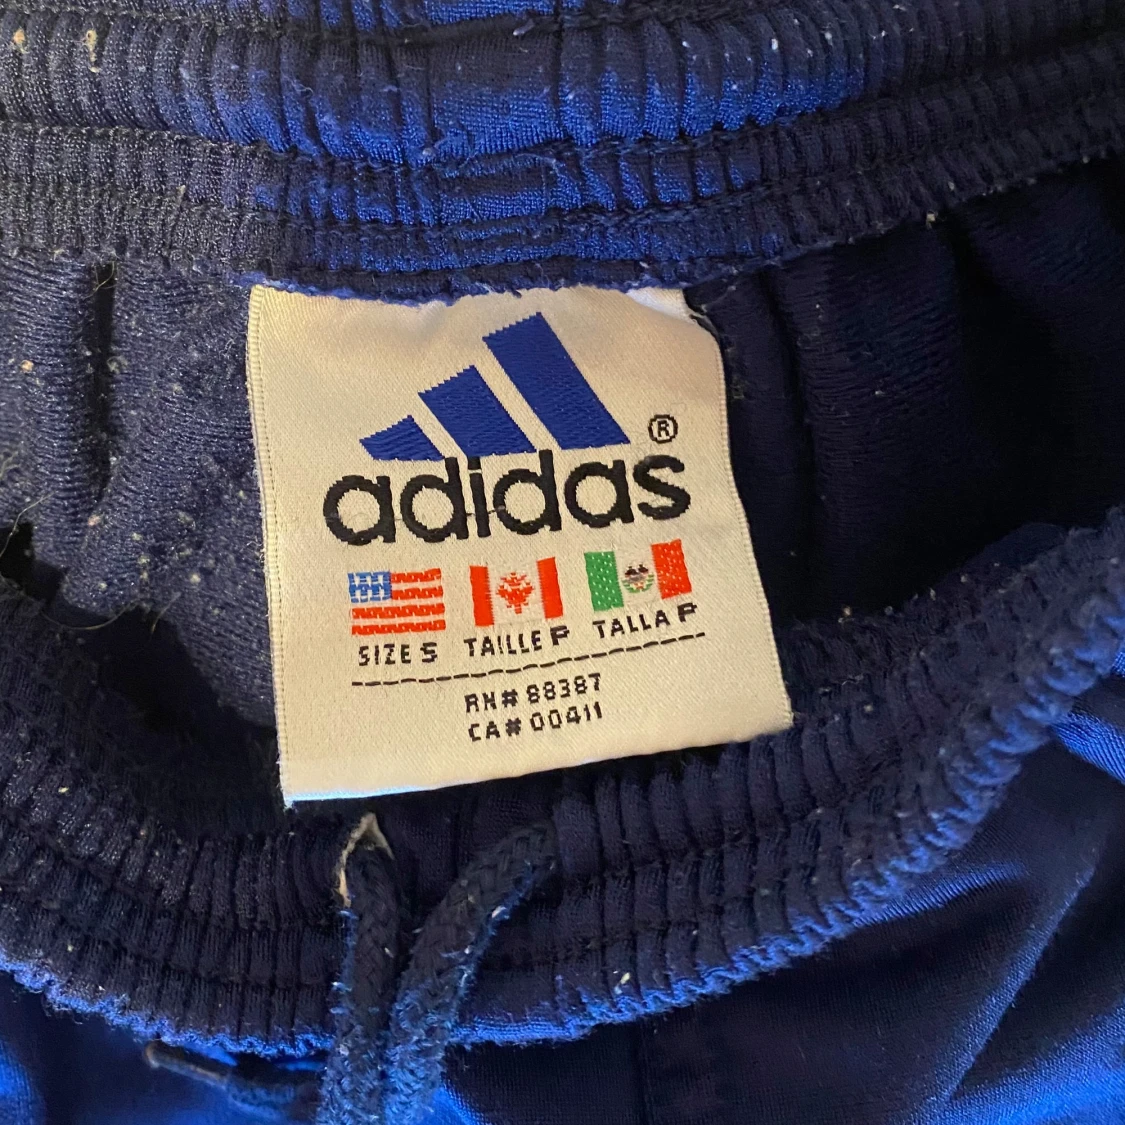 adidas ®
SIZE S TAILLE P TALLA P
RN# 88387
CA# 00411